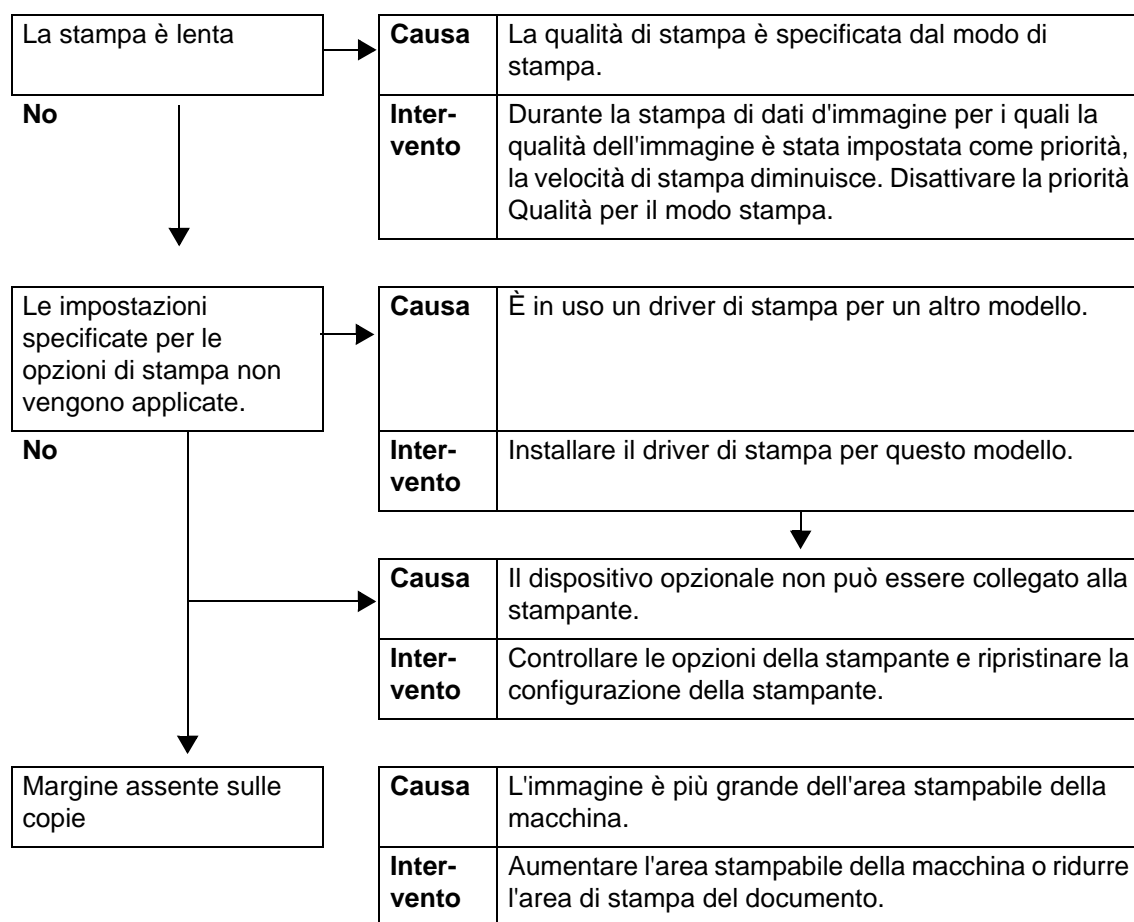 La stampa è lenta
Causa
La qualità di stampa è specificata dal modo di
stampa.
No
Inter-
vento
Durante la stampa di dati d'immagine per i quali la
qualità dell'immagine è stata impostata come priorità,
la velocità di stampa diminuisce. Disattivare la priorità
Qualità per il modo stampa.
Le impostazioni
specificate per le
opzioni di stampa non
vengono applicate.
Causa
È in uso un driver di stampa per un altro modello.
No
Inter-
vento
Installare il driver di stampa per questo modello.
Causa
Il dispositivo opzionale non può essere collegato alla
stampante.
Inter-
vento
Controllare le opzioni della stampante e ripristinare la
configurazione della stampante.
Margine assente sulle
copie
Causa
L'immagine è più grande dell'area stampabile della
macchina.
Inter-
vento
Aumentare l'area stampabile della macchina o ridurre
l'area di stampa del documento.